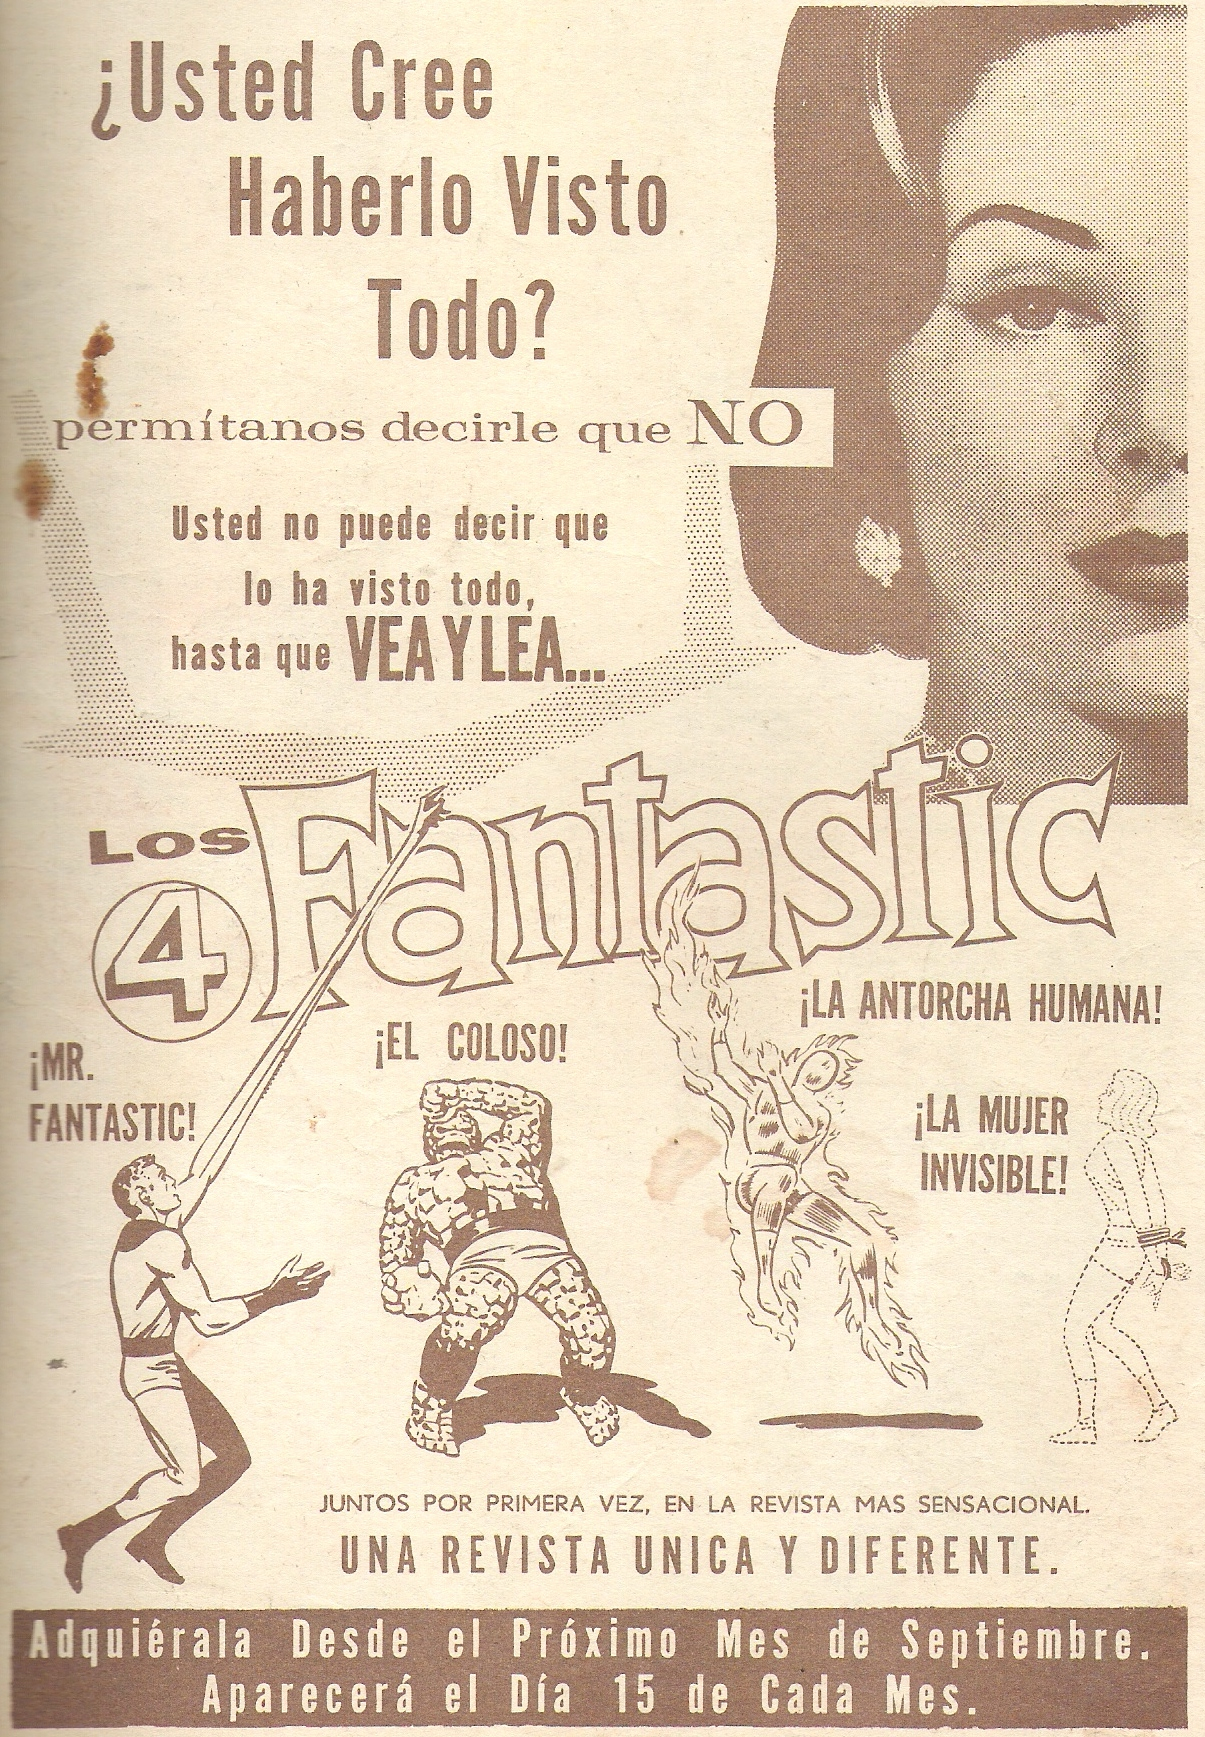 ¿Usted Cree
Haberlo Visto
Todo?
permítanos decirle que NO
Usted no puede decir que
lo ha visto todo,
hasta que VEA Y LEA...
LOS
4 Fantastic
¡MR.
FANTASTIC!
¡EL COLOSO!
¡LA ANTORCHA HUMANA!
¡LA MUJER
INVISIBLE!
JUNTOS POR PRIMERA VEZ, EN LA REVISTA MAS SENSACIONAL.
UNA REVISTA UNICA Y DIFERENTE.
Adquiérala Desde el Próximo Mes de Septiembre.
Aparecerá el Día 15 de Cada Mes.